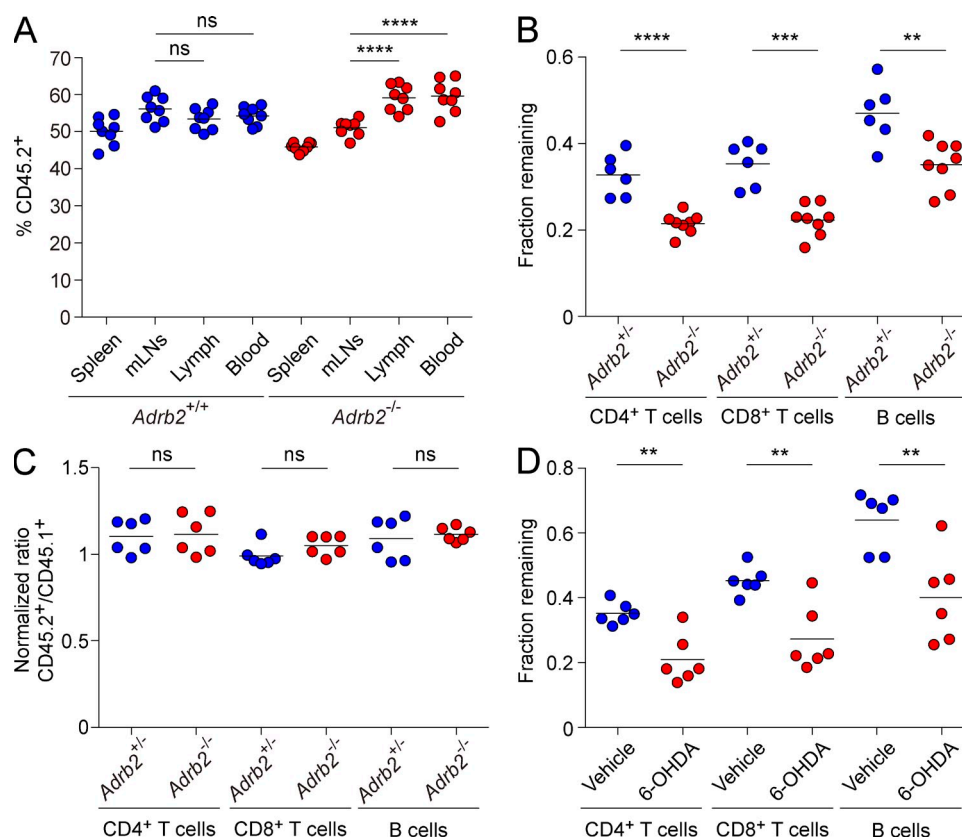 A
ns
ns
****
****
% CD45.2⁺
70
60
50
40
30
20
10
0
Spleen
mLNs
Lymph
Blood
Spleen
mLNs
Lymph
Blood
Adrb2⁺/⁺
Adrb2⁻/⁻
B
****
***
**
Fraction remaining
0.6
0.4
0.2
0
Adrb2⁺/⁻
Adrb2⁻/⁻
Adrb2⁺/⁻
Adrb2⁻/⁻
Adrb2⁺/⁻
Adrb2⁻/⁻
CD4⁺ T cells
CD8⁺ T cells
B cells
C
ns
ns
ns
Normalized ratio
CD45.2⁺/CD45.1⁺
1.5
1
1
0
Adrb2⁺/⁻
Adrb2⁻/⁻
Adrb2⁺/⁻
Adrb2⁻/⁻
Adrb2⁺/⁻
Adrb2⁻/⁻
CD4⁺ T cells
CD8⁺ T cells
B cells
D
**
**
**
Fraction remaining
0.8
0.6
0.4
0.2
0
Vehicle
6-OHDA
Vehicle
6-OHDA
Vehicle
6-OHDA
CD4⁺ T cells
CD8⁺ T cells
B cells